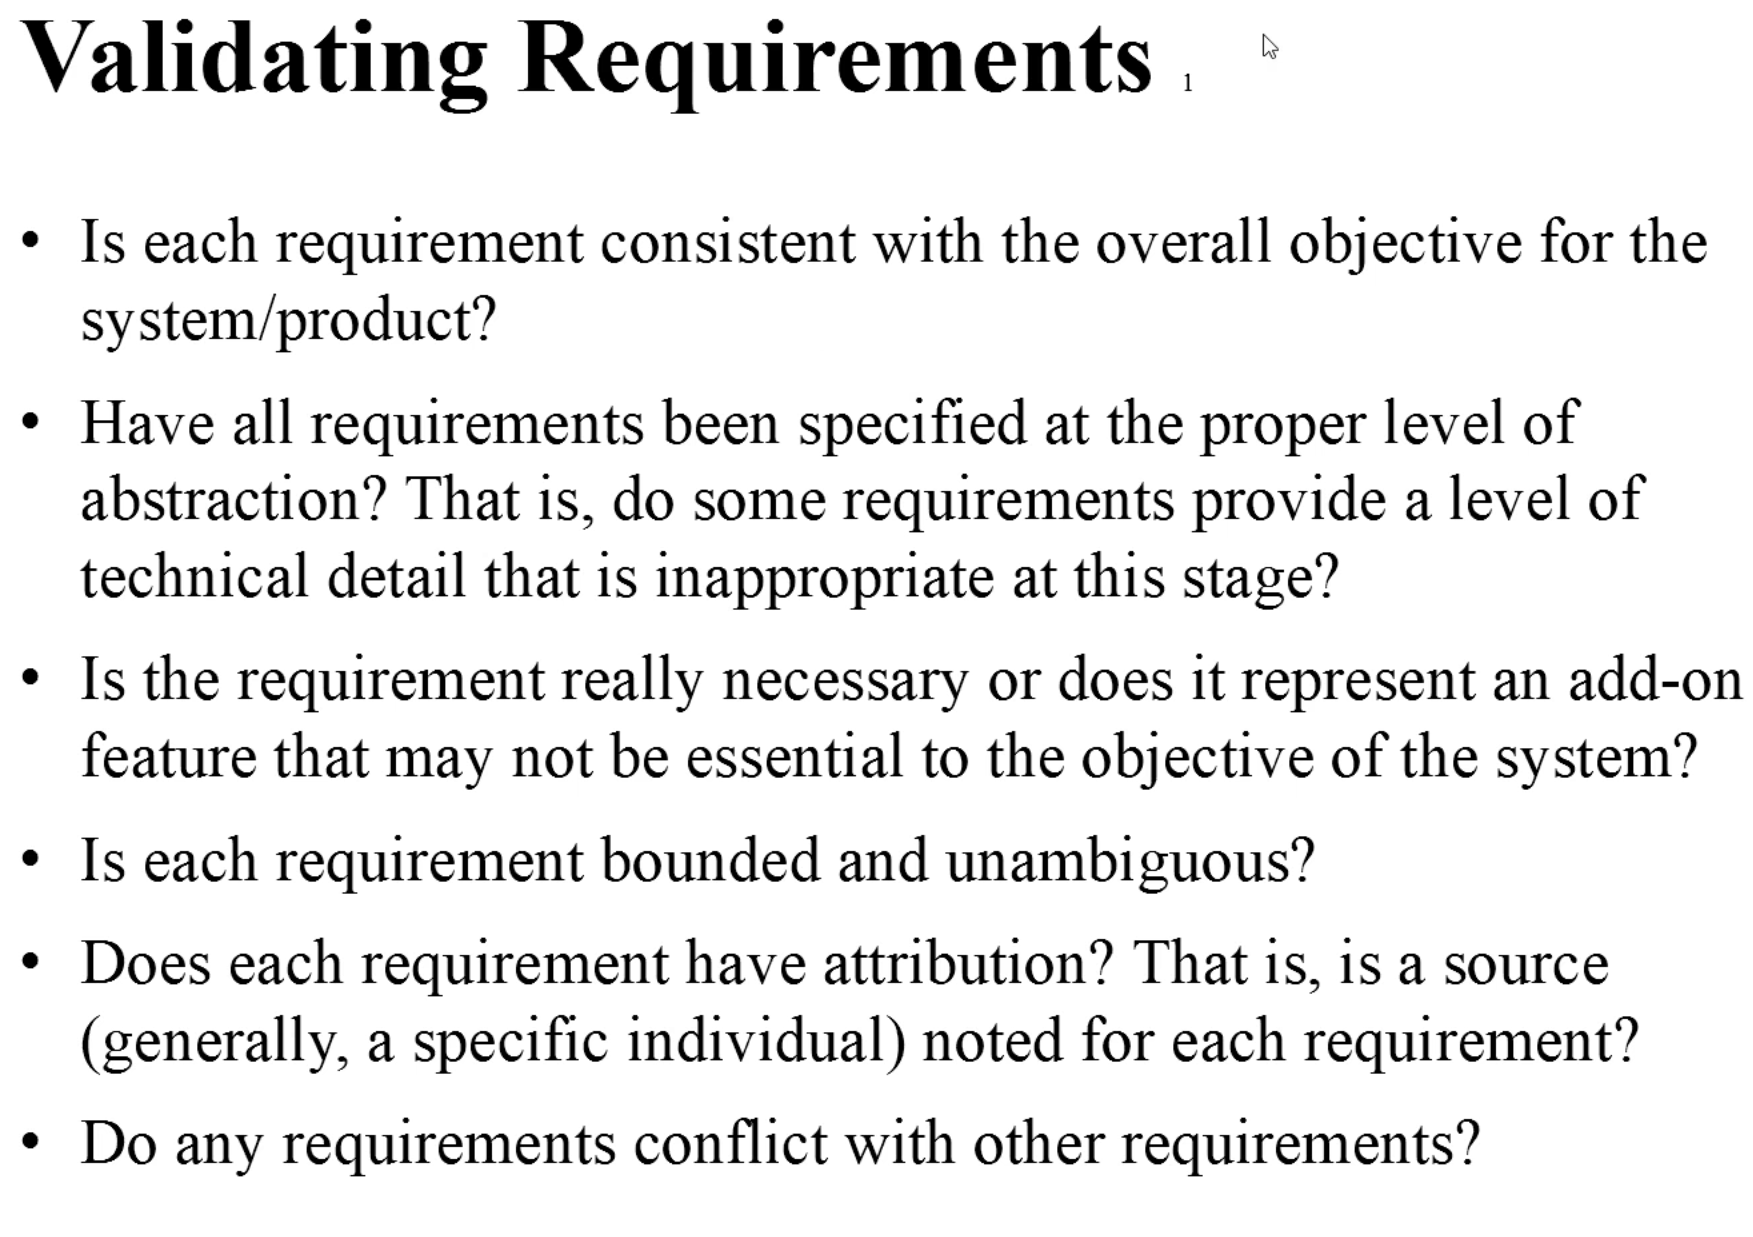 Validating Requirements 1
• Is each requirement consistent with the overall objective for the
system/product?
• Have all requirements been specified at the proper level of
abstraction? That is, do some requirements provide a level of
technical detail that is inappropriate at this stage?
• Is the requirement really necessary or does it represent an add-on
feature that may not be essential to the objective of the system?
• Is each requirement bounded and unambiguous?
• Does each requirement have attribution? That is, is a source
(generally, a specific individual) noted for each requirement?
• Do any requirements conflict with other requirements?